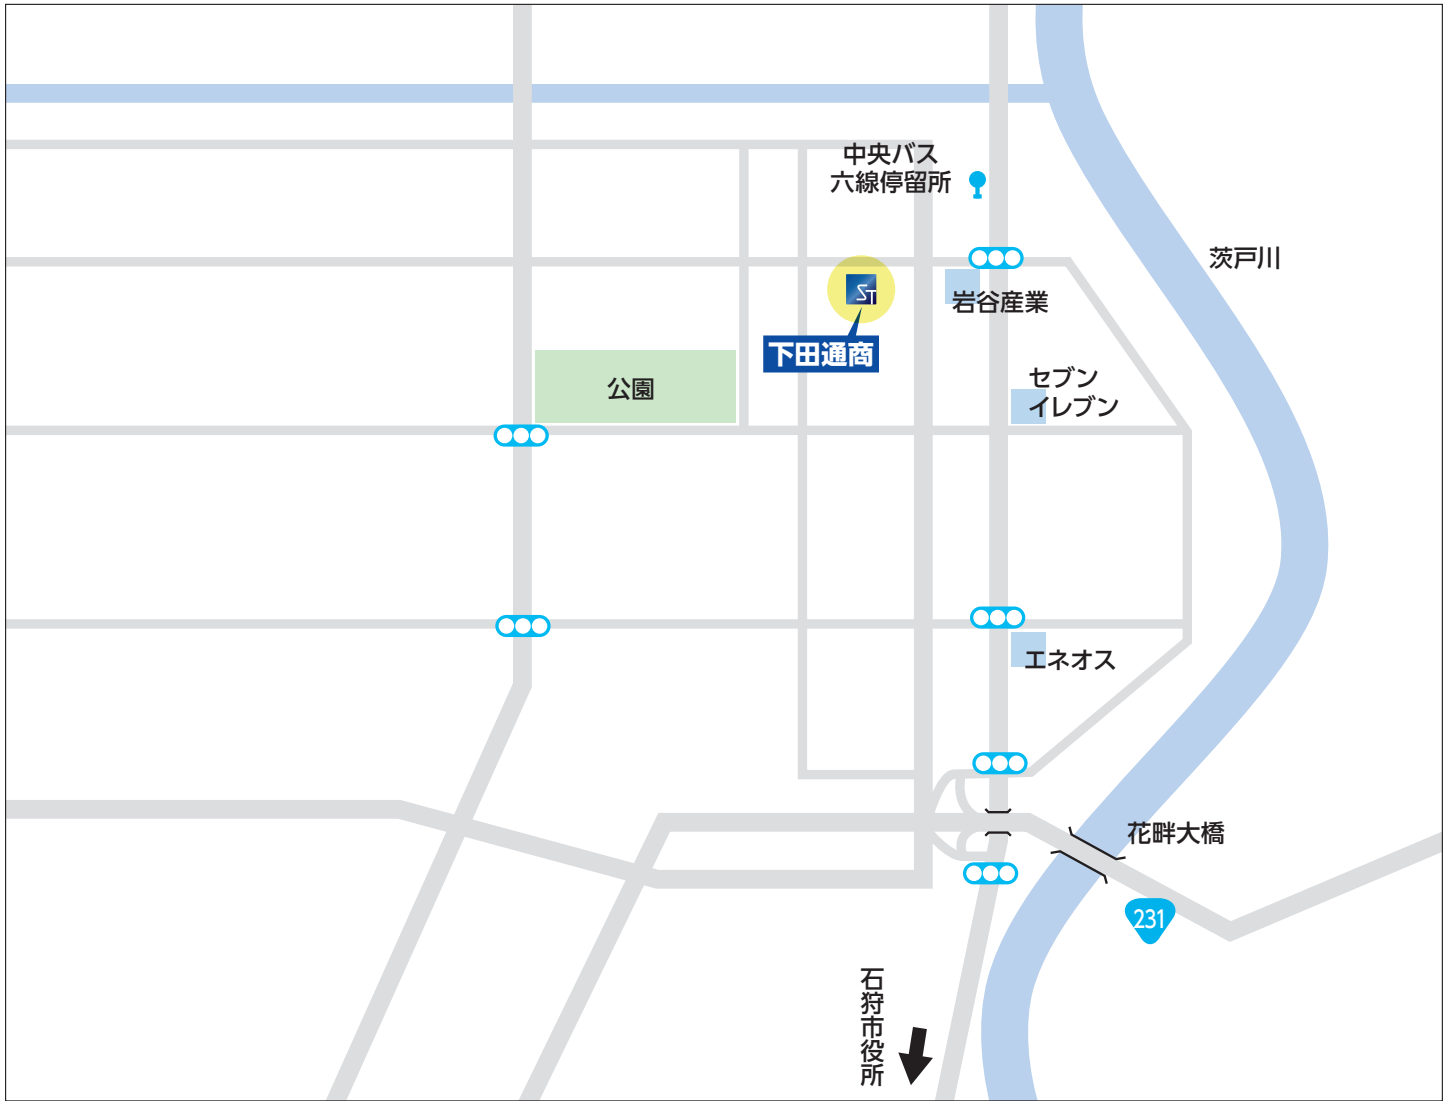 中央バス
六線停留所
茨戸川
岩谷産業
ST
下田通商
セブン
イレブン
公園
エネオス
花畔大橋
231
石狩市役所